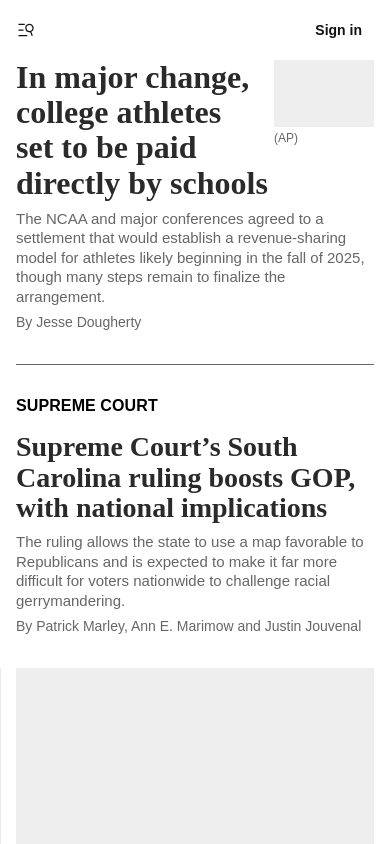 Sign in
In major change,
college athletes
set to be paid
directly by schools
(AP)
The NCAA and major conferences agreed to a
settlement that would establish a revenue-sharing
model for athletes likely beginning in the fall of 2025,
though many steps remain to finalize the
arrangement.
By Jesse Dougherty
SUPREME COURT
Supreme Court’s South
Carolina ruling boosts GOP,
with national implications
The ruling allows the state to use a map favorable to
Republicans and is expected to make it far more
difficult for voters nationwide to challenge racial
gerrymandering.
By Patrick Marley, Ann E. Marimow and Justin Jouvenal